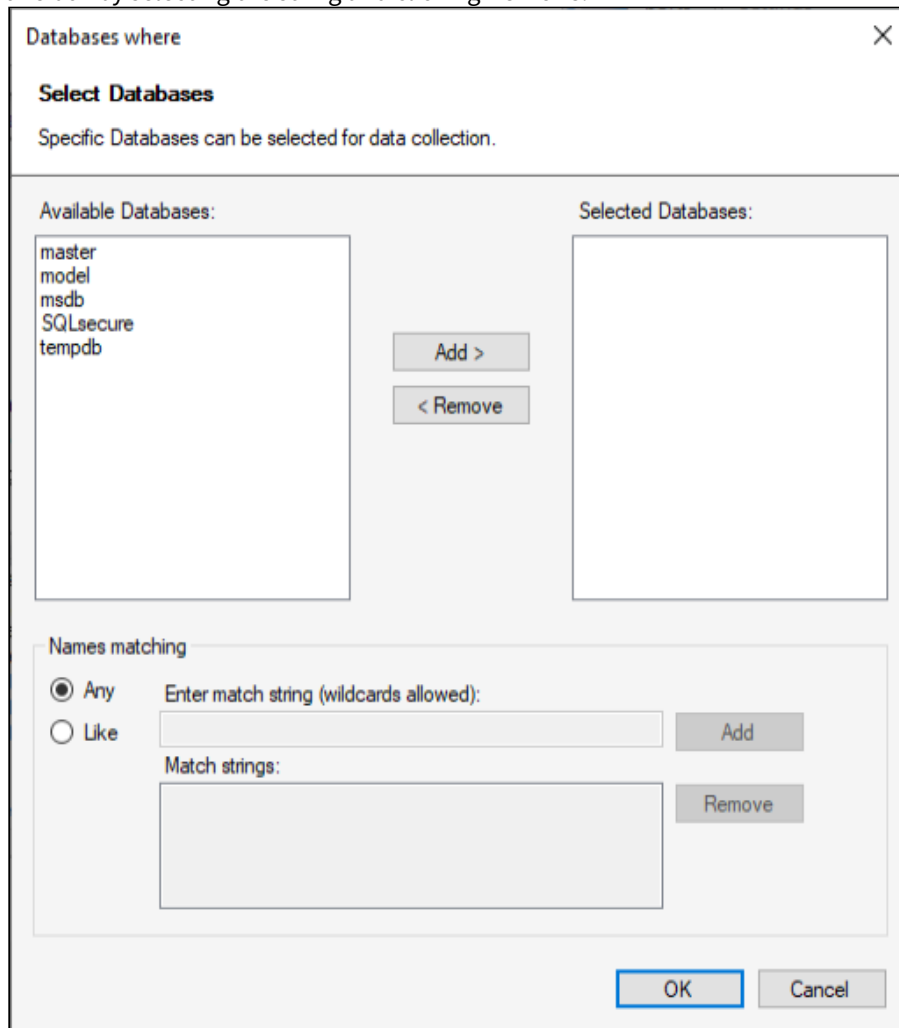 Databases where
Select Databases
Specific Databases can be selected for data collection.
Available Databases:
Selected Databases:
master
model
msdb
SQLsecure
tempdb
Add >
< Remove
Names matching
Any
Enter match string (wildcards allowed):
Like
Add
Match strings:
Remove
OK
Cancel